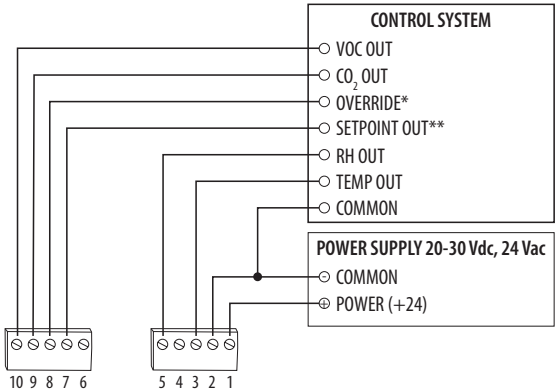 CONTROL SYSTEM
VOC OUT
CO₂ OUT
OVERRIDE*
SETPOINT OUT**
RH OUT
TEMP OUT
COMMON
POWER SUPPLY 20-30 Vdc, 24 Vac
COMMON
POWER (+24)
10 9 8 7 6 5 4 3 2 1